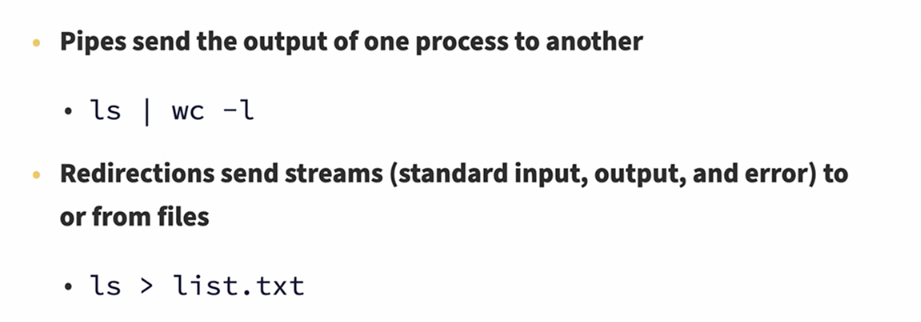 • Pipes send the output of one process to another
• ls | wc -l
• Redirections send streams (standard input, output, and error) to
or from files
• ls > list.txt